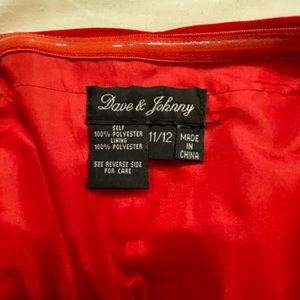 Dave & Johnny
SELF
100% POLYESTER
LINING
100% POLYESTER
SEE REVERSE SIDE
FOR CARE
11/12
MADE
IN
CHINA